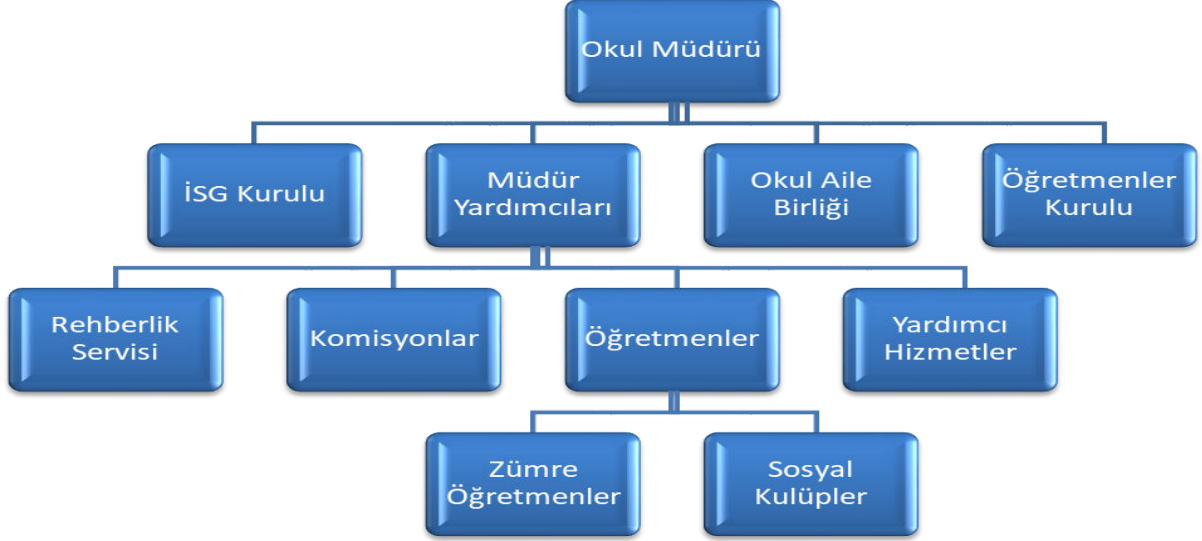 Okul Müdürü
İSG Kurulu
Müdür
Yardımcıları
Okul Aile
Birliği
Öğretmenler
Kurulu
Rehberlik
Servisi
Komisyonlar
Öğretmenler
Yardımcı
Hizmetler
Zümre
Öğretmenler
Sosyal
Kulüpler